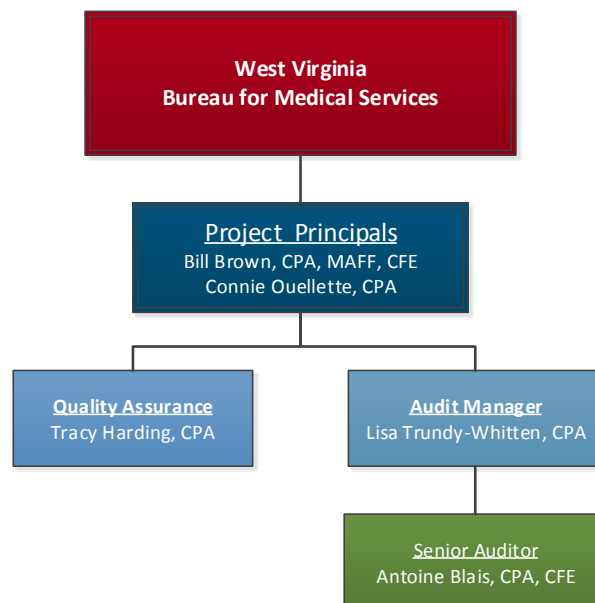 West Virginia
Bureau for Medical Services
Project Principals
Bill Brown, CPA, MAFF, CFE
Connie Ouellette, CPA
Quality Assurance
Tracy Harding, CPA
Audit Manager
Lisa Trundy-Whitten, CPA
Senior Auditor
Antoine Blais, CPA, CFE